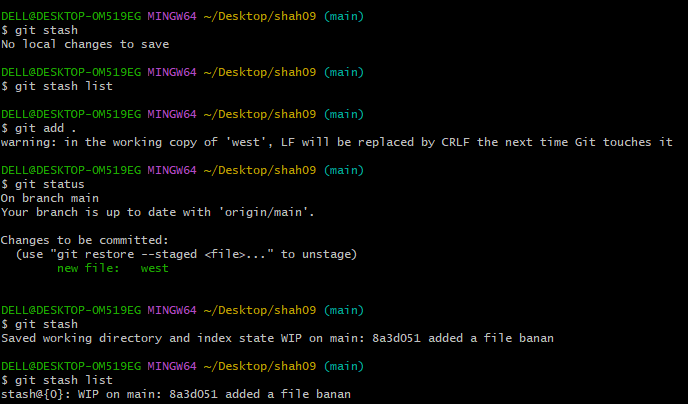 DELL@DESKTOP-OM519EG MINGW64 ~/Desktop/shah09 (main)
$ git stash
No local changes to save
DELL@DESKTOP-OM519EG MINGW64 ~/Desktop/shah09 (main)
$ git stash list
DELL@DESKTOP-OM519EG MINGW64 ~/Desktop/shah09 (main)
$ git add .
warning: in the working copy of 'west', LF will be replaced by CRLF the next time Git touches it
DELL@DESKTOP-OM519EG MINGW64 ~/Desktop/shah09 (main)
$ git status
On branch main
Your branch is up to date with 'origin/main'.
Changes to be committed:
  (use "git restore --staged <file>..." to unstage)
        new file:   west
DELL@DESKTOP-OM519EG MINGW64 ~/Desktop/shah09 (main)
$ git stash
Saved working directory and index state WIP on main: 8a3d051 added a file banan
DELL@DESKTOP-OM519EG MINGW64 ~/Desktop/shah09 (main)
$ git stash list
stash@{0}: WIP on main: 8a3d051 added a file banan